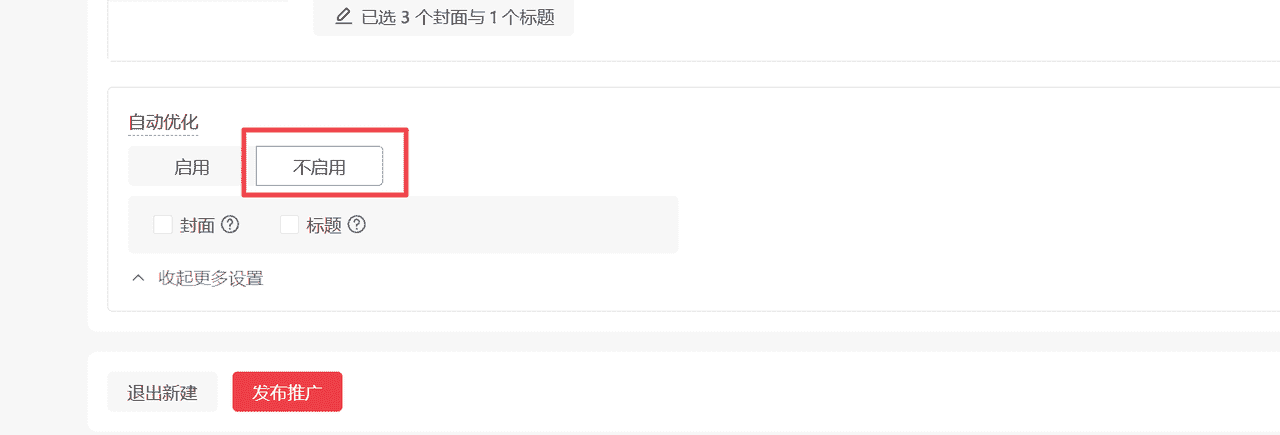 已选 3 个封面与 1 个标题
自动优化
启用 不启用
封面 ? 标题 ?
收起更多设置
退出新建 发布推广